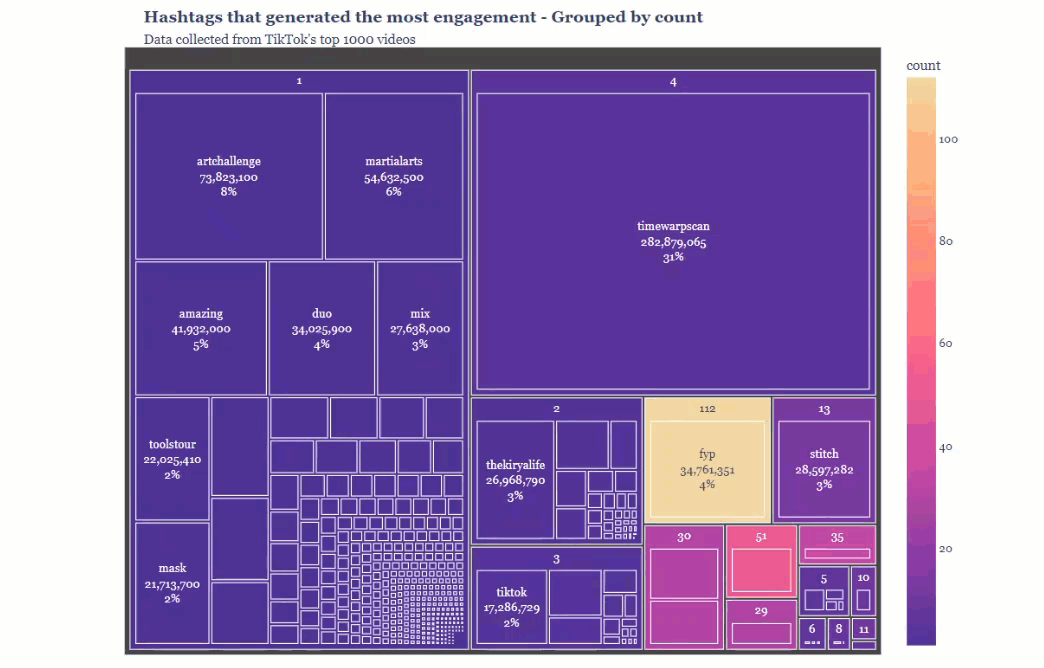 Hashtags that generated the most engagement - Grouped by count
Data collected from TikTok's top 1000 videos
count
1
artchallenge
73,823,100
8%
martialarts
54,632,500
6%
amazing
41,932,000
5%
duo
34,025,900
4%
mix
27,638,000
3%
toolstour
22,025,410
2%
mask
21,713,700
2%
4
timewarpscan
282,879,065
31%
2
thekiryalife
26,968,790
3%
3
tiktok
17,286,729
2%
112
fyp
34,761,351
4%
13
stitch
28,597,282
3%
30
51
29
35
5
10
6
8
11
100
80
60
40
20